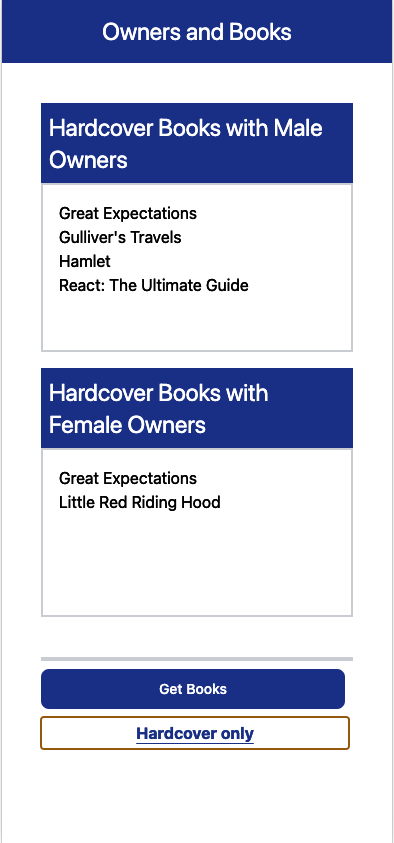 Owners and Books
Hardcover Books with Male
Owners
Great Expectations
Gulliver's Travels
Hamlet
React: The Ultimate Guide
Hardcover Books with
Female Owners
Great Expectations
Little Red Riding Hood
Get Books
Hardcover only